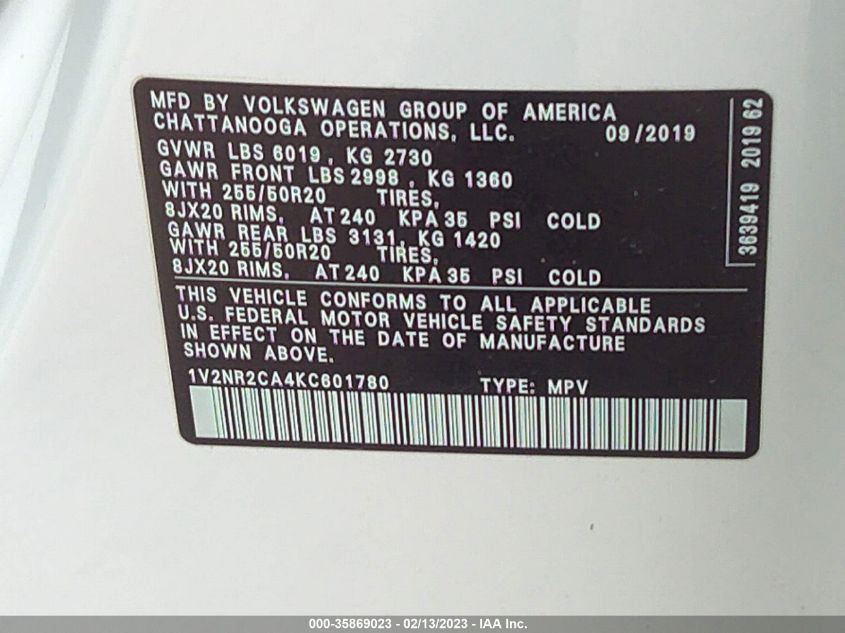 MFD BY VOLKSWAGEN GROUP OF AMERICA
CHATTANOOGA OPERATIONS, LLC. 09/2019
GVWR LBS 6019 , KG 2730
GAWR FRONT LBS 2998 , KG 1360
WITH 255/50R20 TIRES,
8JX20 RIMS, AT 240 KPA 35 PSI COLD
GAWR REAR LBS 3131, KG 1420
WITH 255/50R20 TIRES,
8JX20 RIMS, AT 240 KPA 35 PSI COLD
THIS VEHICLE CONFORMS TO ALL APPLICABLE
U.S. FEDERAL MOTOR VEHICLE SAFETY STANDARDS
IN EFFECT ON THE DATE OF MANUFACTURE
SHOWN ABOVE.
1V2NR2CA4KC601780 TYPE: MPV
3639419 2019 62
000-35869023 - 02/13/2023 - IAA Inc.